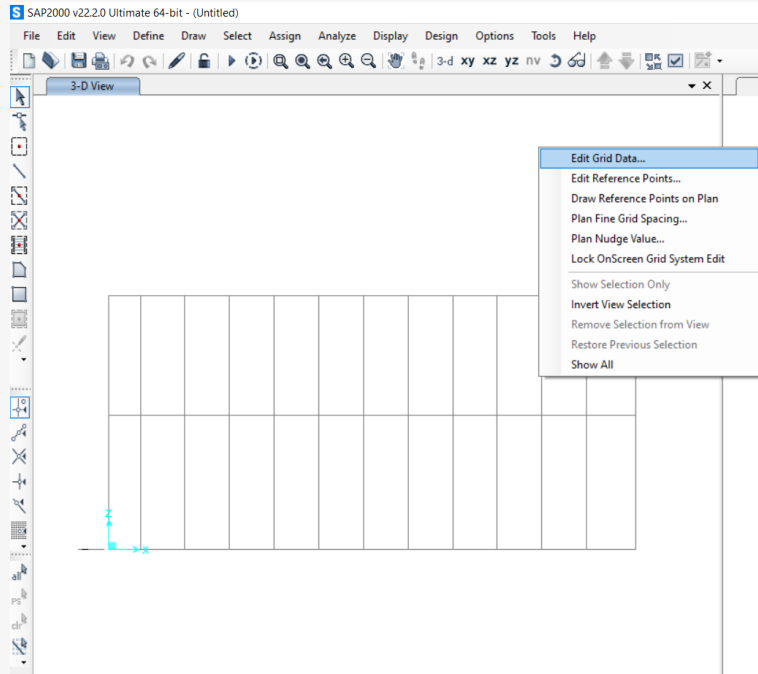 S SAP2000 v22.2.0 Ultimate 64-bit - (Untitled)
File Edit View Define Draw Select Assign Analyze Display Design Options Tools Help
3-d xy xz yz nv
3-D View
Edit Grid Data...
Edit Reference Points...
Draw Reference Points on Plan
Plan Fine Grid Spacing...
Plan Nudge Value...
Lock OnScreen Grid System Edit
Show Selection Only
Invert View Selection
Remove Selection from View
Restore Previous Selection
Show All
Z
X
all
ps
clr